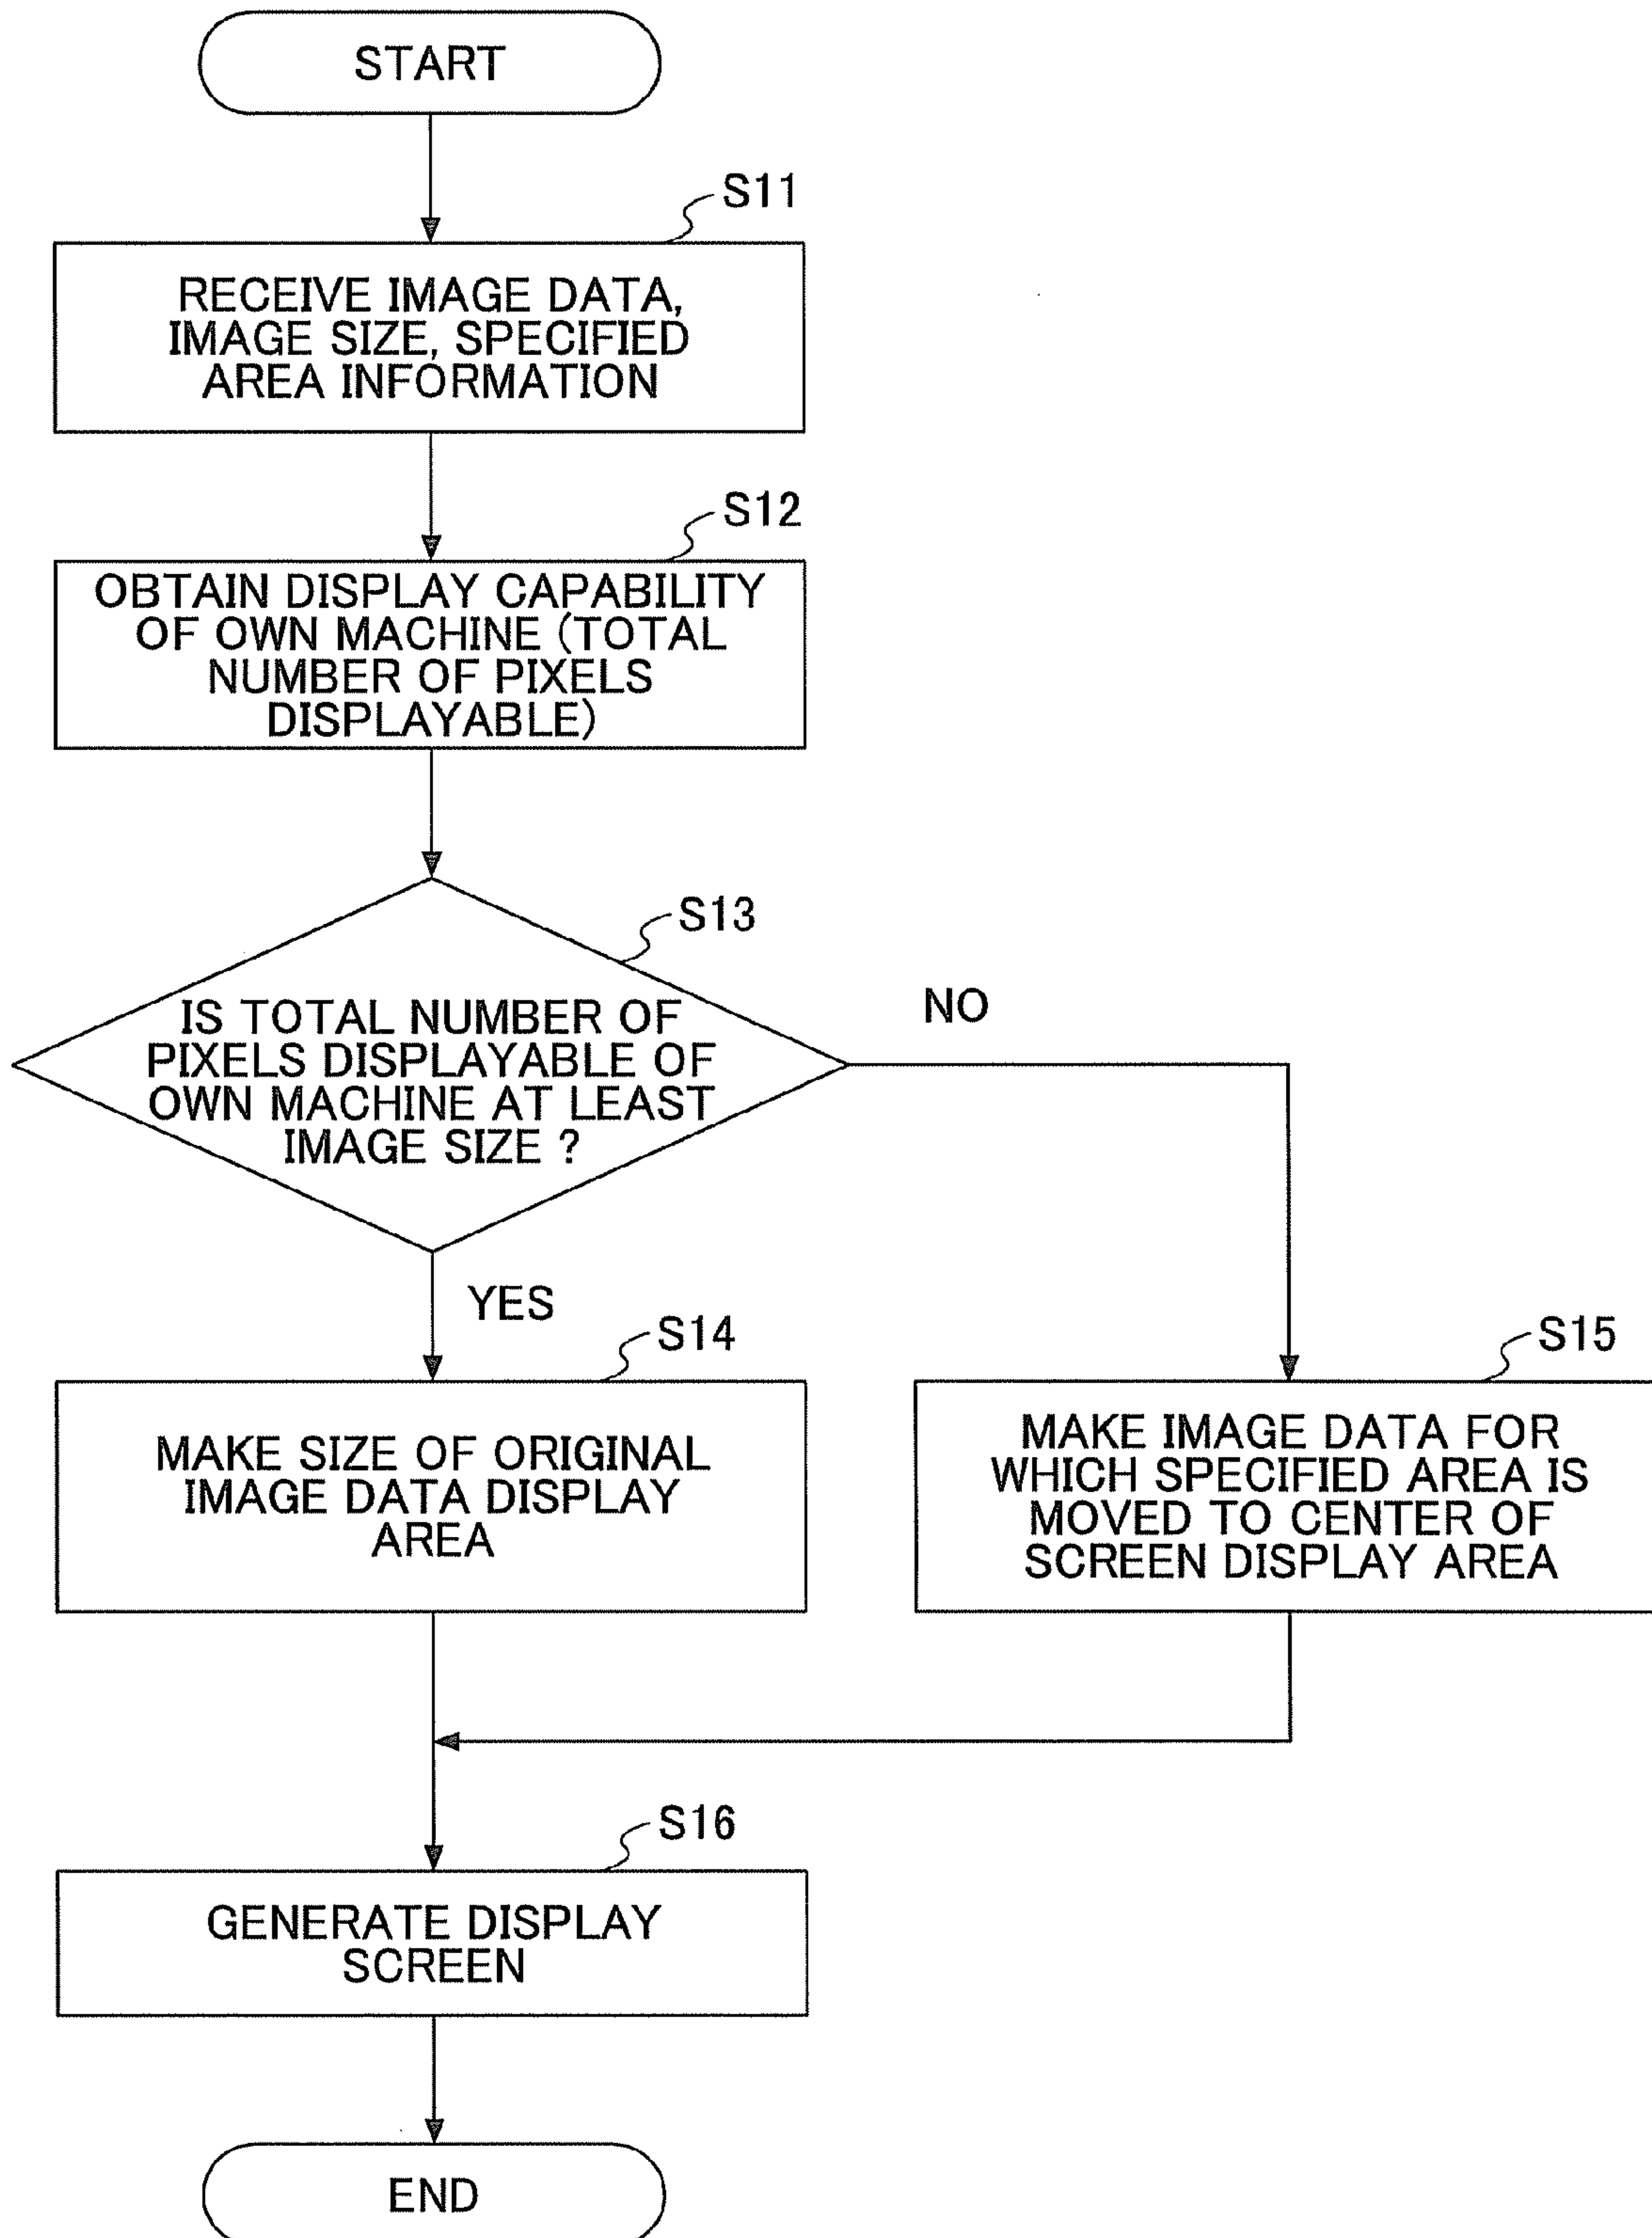 START
S11
RECEIVE IMAGE DATA,
IMAGE SIZE, SPECIFIED
AREA INFORMATION
S12
OBTAIN DISPLAY CAPABILITY
OF OWN MACHINE (TOTAL
NUMBER OF PIXELS
DISPLAYABLE)
S13
IS TOTAL NUMBER OF
PIXELS DISPLAYABLE OF
OWN MACHINE AT LEAST
IMAGE SIZE ?
NO
YES
S14
MAKE SIZE OF ORIGINAL
IMAGE DATA DISPLAY
AREA
S15
MAKE IMAGE DATA FOR
WHICH SPECIFIED AREA IS
MOVED TO CENTER OF
SCREEN DISPLAY AREA
S16
GENERATE DISPLAY
SCREEN
END